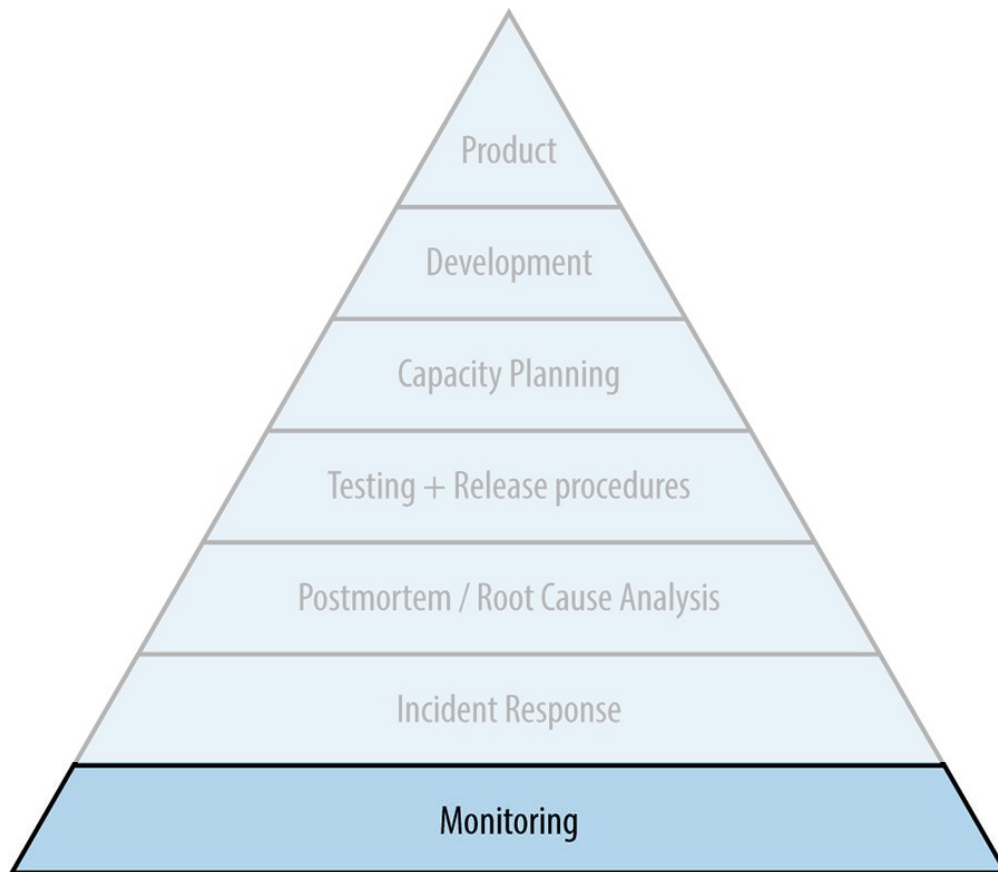 Product
Development
Capacity Planning
Testing + Release procedures
Postmortem / Root Cause Analysis
Incident Response
Monitoring